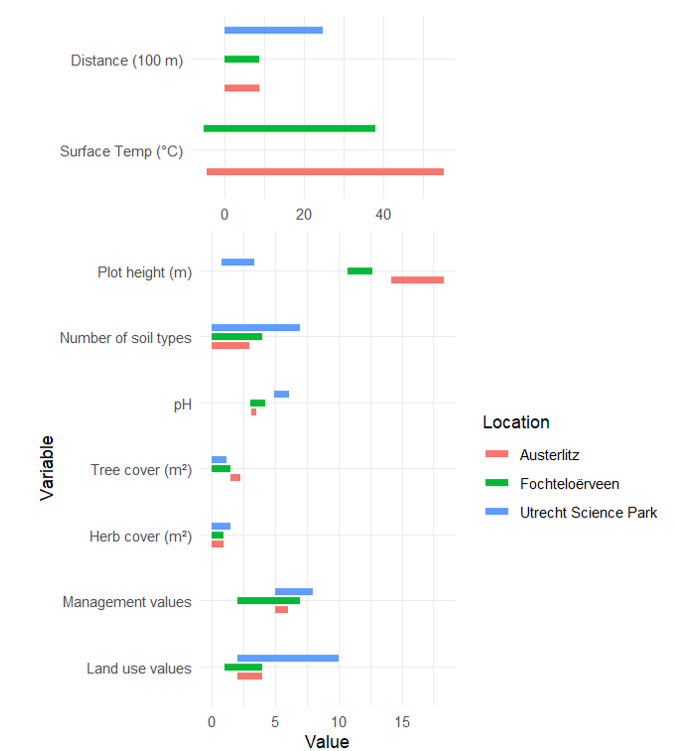 Distance (100 m)
Surface Temp (°C)
0 20 40
Plot height (m)
Number of soil types
pH
Tree cover (m²)
Herb cover (m²)
Management values
Land use values
0 5 10 15
Value
Variable
Location
Austerlitz
Fochteloërveen
Utrecht Science Park